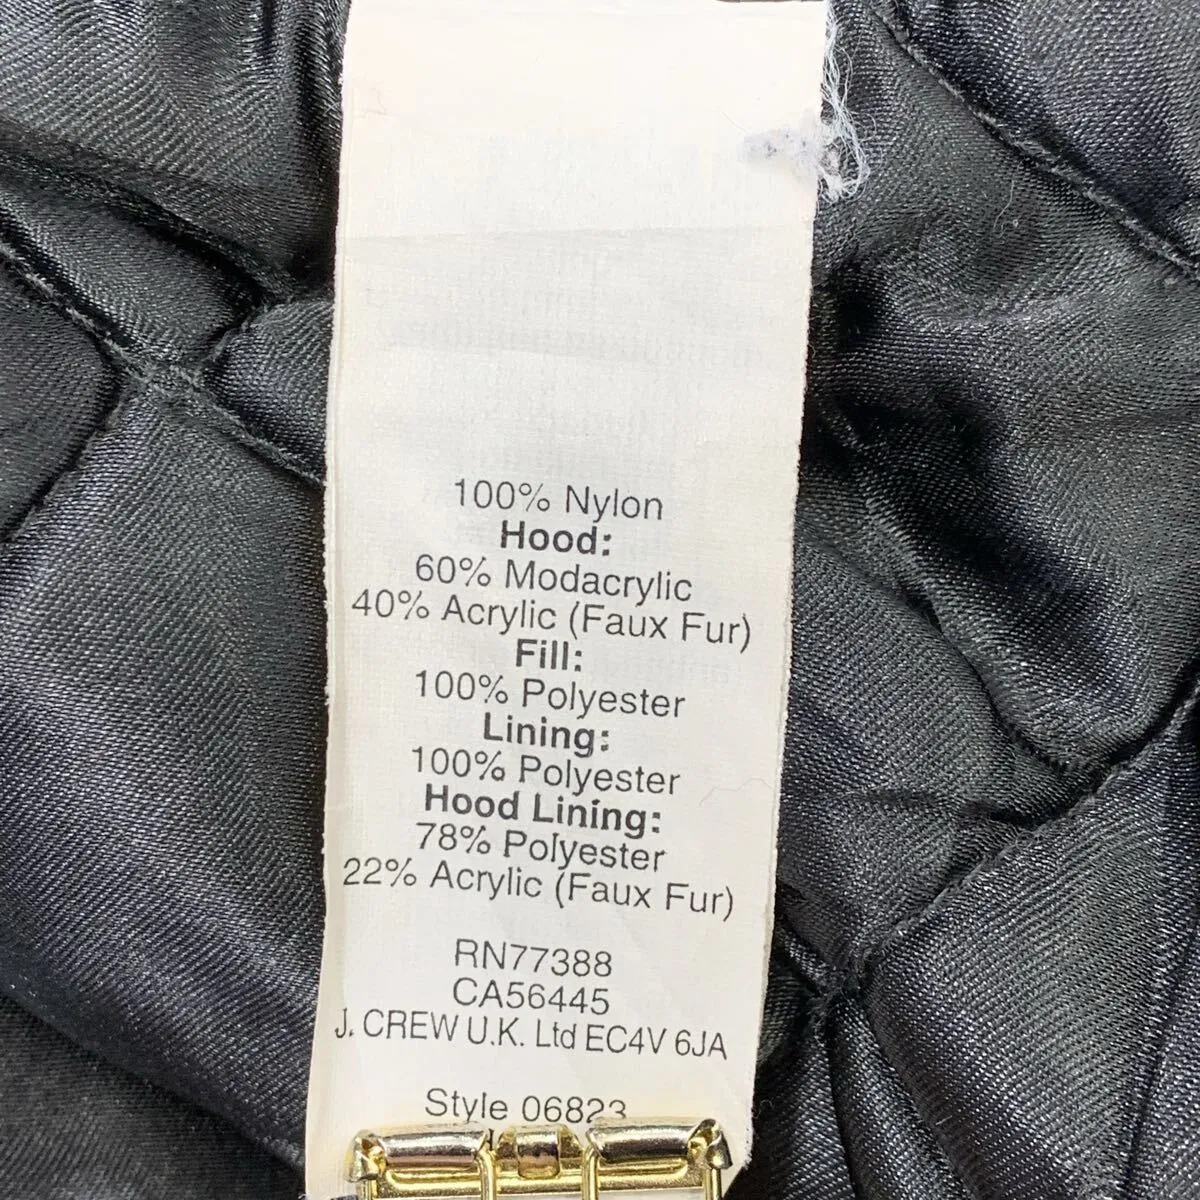 100% Nylon
Hood:
60% Modacrylic
40% Acrylic (Faux Fur)
Fill:
100% Polyester
Lining:
100% Polyester
Hood Lining:
78% Polyester
22% Acrylic (Faux Fur)
RN77388
CA56445
J. CREW U.K. Ltd EC4V 6JA
Style 06823